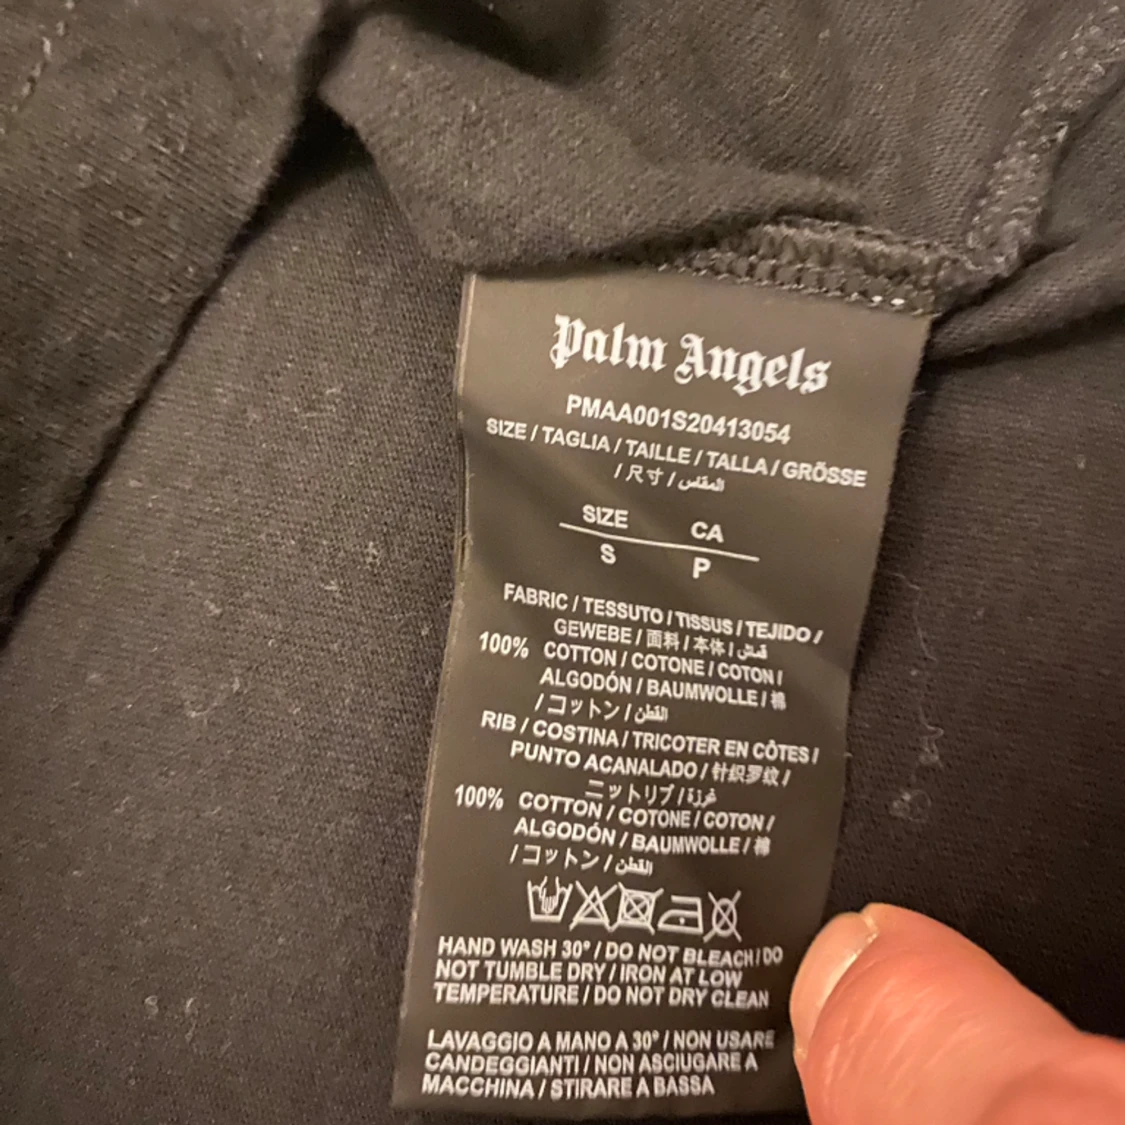 Palm Angels
PMAA001S20413054
SIZE / TAGLIA / TAILLE / TALLA / GRÖSSE
/ 尺寸 / المقاس
SIZE CA
S P
FABRIC / TESSUTO / TISSUS / TEJIDO /
GEWEBE / 面料 / 本体 / قماش
100% COTTON / COTONE / COTON /
ALGODÓN / BAUMWOLLE / 棉
/ コットン / القطن
RIB / COSTINA / TRICOTER EN CÔTES /
PUNTO ACANALADO / 针织罗纹 /
ニットリブ / غرزة
100% COTTON / COTONE / COTON /
ALGODÓN / BAUMWOLLE / 棉
/ コットン / القطن
HAND WASH 30° / DO NOT BLEACH / DO
NOT TUMBLE DRY / IRON AT LOW
TEMPERATURE / DO NOT DRY CLEAN
LAVAGGIO A MANO A 30° / NON USARE
CANDEGGIANTI / NON ASCIUGARE A
MACCHINA / STIRARE A BASSA